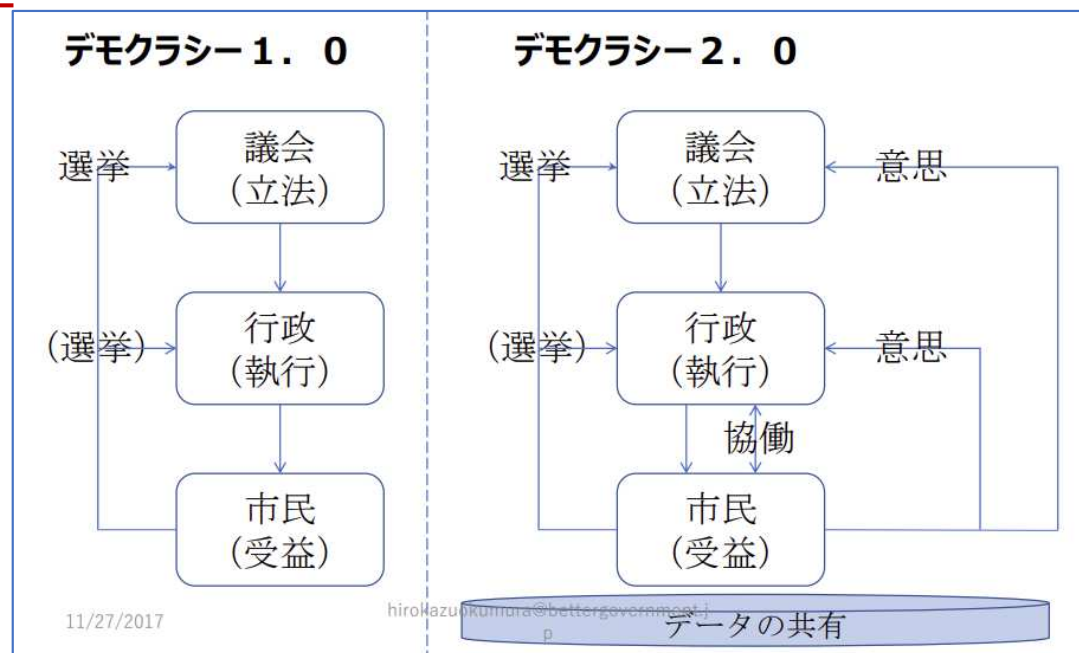 デモクラシー１．０
選挙
議会
（立法）
（選挙）
行政
（執行）
市民
（受益）
デモクラシー２．０
選挙
議会
（立法）
意思
（選挙）
行政
（執行）
意思
協働
市民
（受益）
データの共有
11/27/2017
hirokazuokumura@bettergovernment.j
p